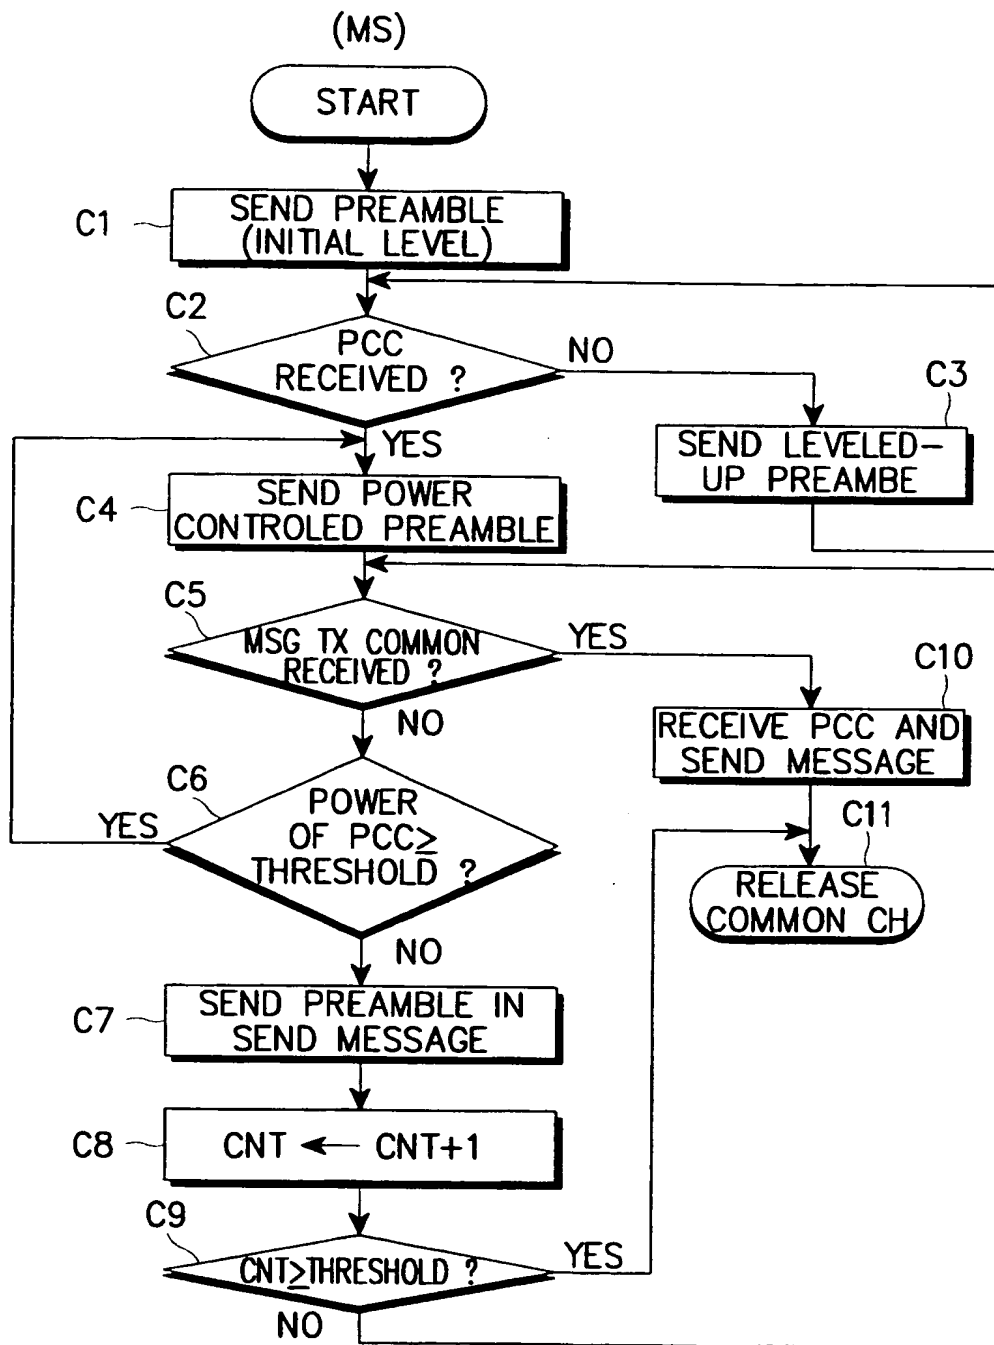 (MS)
START
C1
SEND PREAMBLE
(INITIAL LEVEL)
C2
PCC
RECEIVED ?
NO
YES
C3
SEND LEVELED-
UP PREAMBE
C4
SEND POWER
CONTROLED PREAMBLE
C5
MSG TX COMMON
RECEIVED ?
YES
NO
C10
RECEIVE PCC AND
SEND MESSAGE
C6
POWER
OF PCC≥
THRESHOLD ?
YES
NO
C11
RELEASE
COMMON CH
C7
SEND PREAMBLE IN
SEND MESSAGE
C8
CNT ← CNT+1
C9
CNT≥THRESHOLD ?
YES
NO